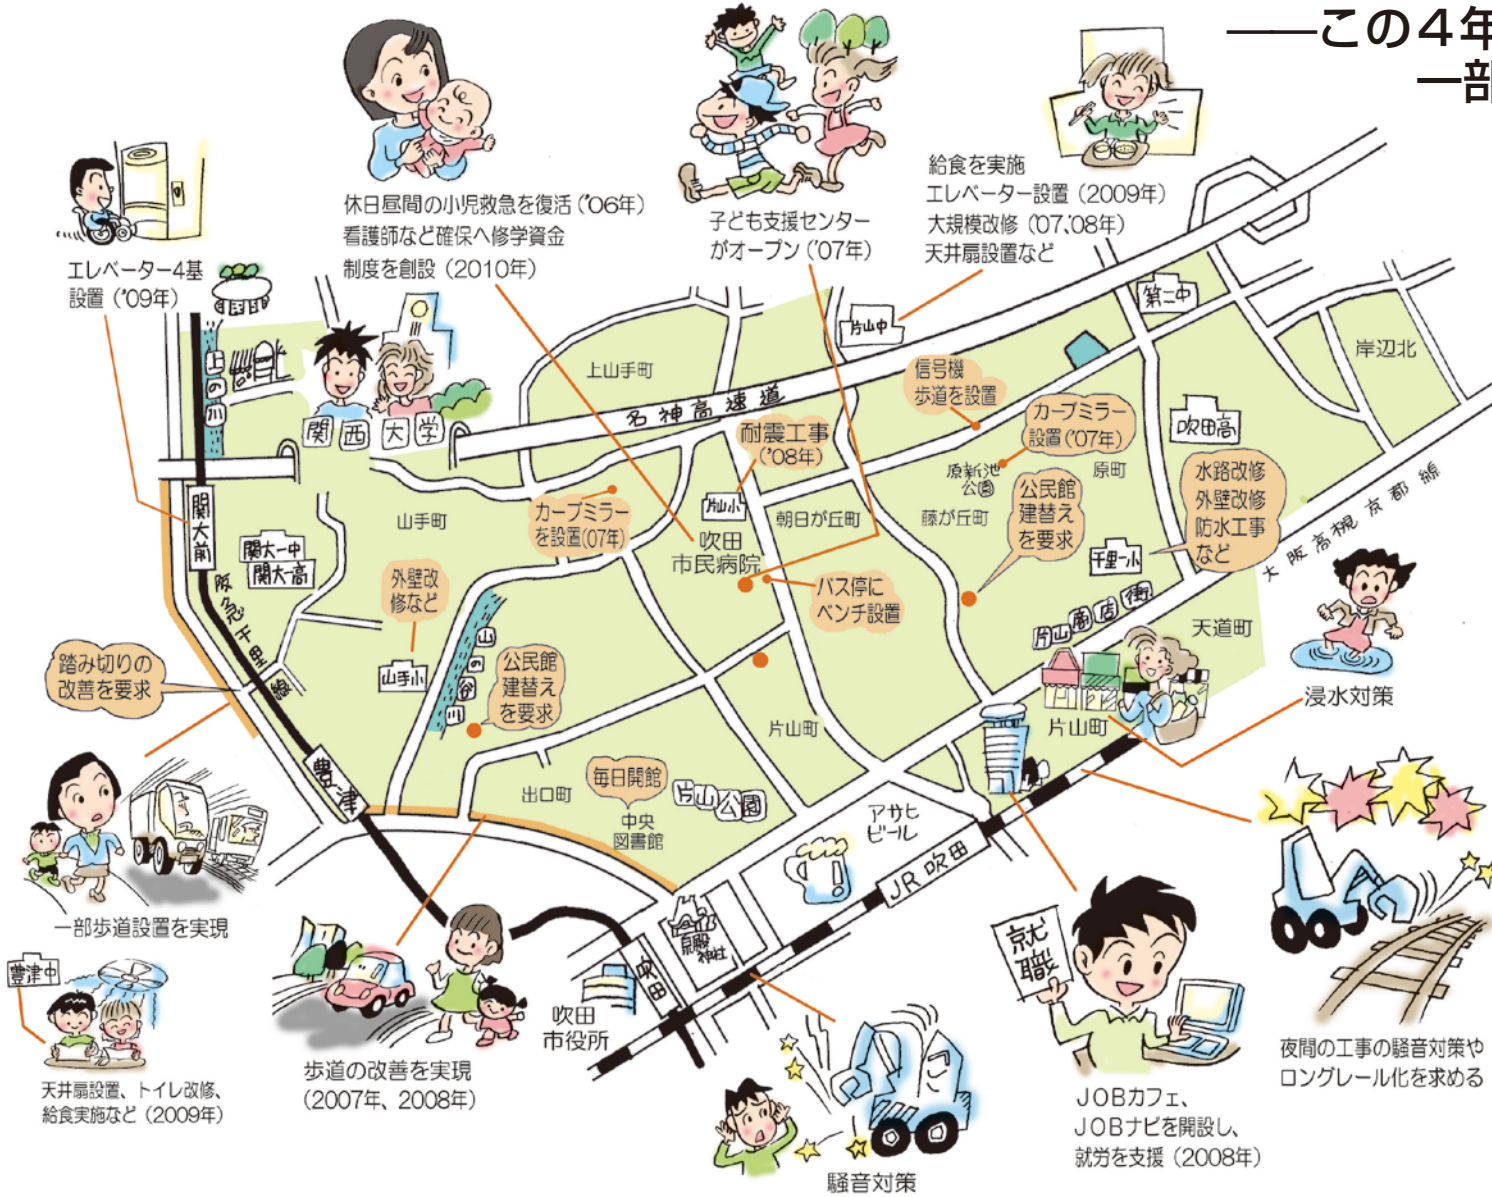 ――この4年
一部
休日昼間の小児救急を復活('06年)
看護師など確保へ修学資金
制度を創設(2010年)
子ども支援センター
がオープン('07年)
給食を実施
エレベーター設置(2009年)
大規模改修('07,'08年)
天井扇設置など
エレベーター4基
設置('09年)
上の川
関西大学
上山手町
名神高速道
片山中
第二中
岸辺北
信号機
歩道を設置
カーブミラー
設置('07年)
原新池
公園
原町
吹田高
水路改修
外壁改修
防水工事
など
大阪高槻京都線
耐震工事
('08年)
片山小
朝日が丘町
藤が丘町
公民館
建替え
を要求
千里一小
関大前
関大一中
関大一高
山手町
カーブミラー
を設置(07年)
吹田
市民病院
バス停に
ベンチ設置
片山商店街
天道町
阪急千里線
外壁改
修など
山手小
山の谷川
公民館
建替え
を要求
踏み切りの
改善を要求
片山町
片山町
浸水対策
豊津
出口町
毎日開館
中央
図書館
片山公園
アサヒ
ビール
JR吹田
一部歩道設置を実現
豊津中
天井扇設置、トイレ改修、
給食実施など(2009年)
歩道の改善を実現
(2007年、2008年)
泉殿
神社
吹田
吹田
市役所
騒音対策
就職
JOBカフェ、
JOBナビを開設し、
就労を支援(2008年)
夜間の工事の騒音対策や
ロングレール化を求める